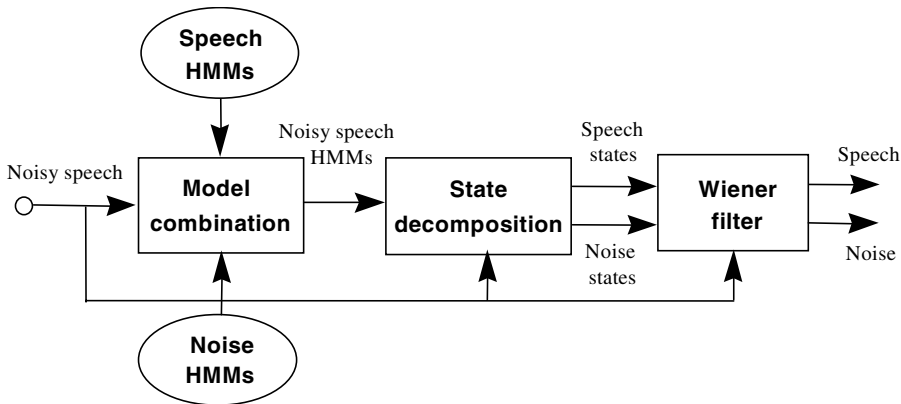 Speech
HMMs
Noisy speech
Model
combination
Noisy speech
HMMs
State
decomposition
Speech
states
Noise
states
Wiener
filter
Speech
Noise
Noise
HMMs